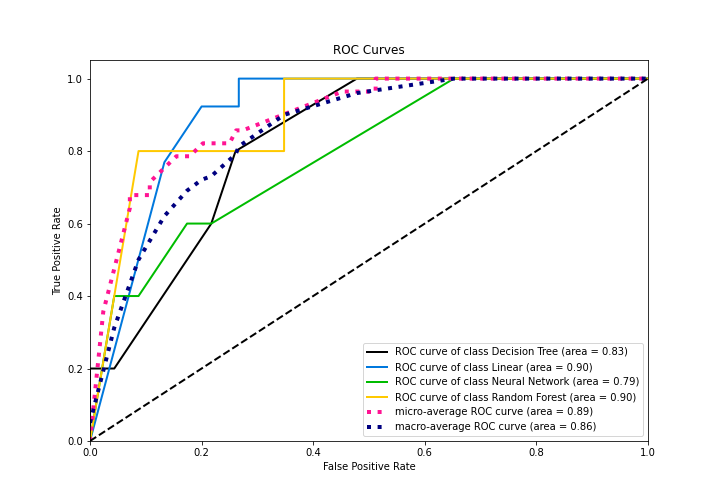 ROC Curves
True Positive Rate
1.0
0.8
0.6
0.4
0.2
0.0
ROC curve of class Decision Tree (area = 0.83)
ROC curve of class Linear (area = 0.90)
ROC curve of class Neural Network (area = 0.79)
ROC curve of class Random Forest (area = 0.90)
micro-average ROC curve (area = 0.89)
macro-average ROC curve (area = 0.86)
0.0 0.2 0.4 0.6 0.8 1.0
False Positive Rate